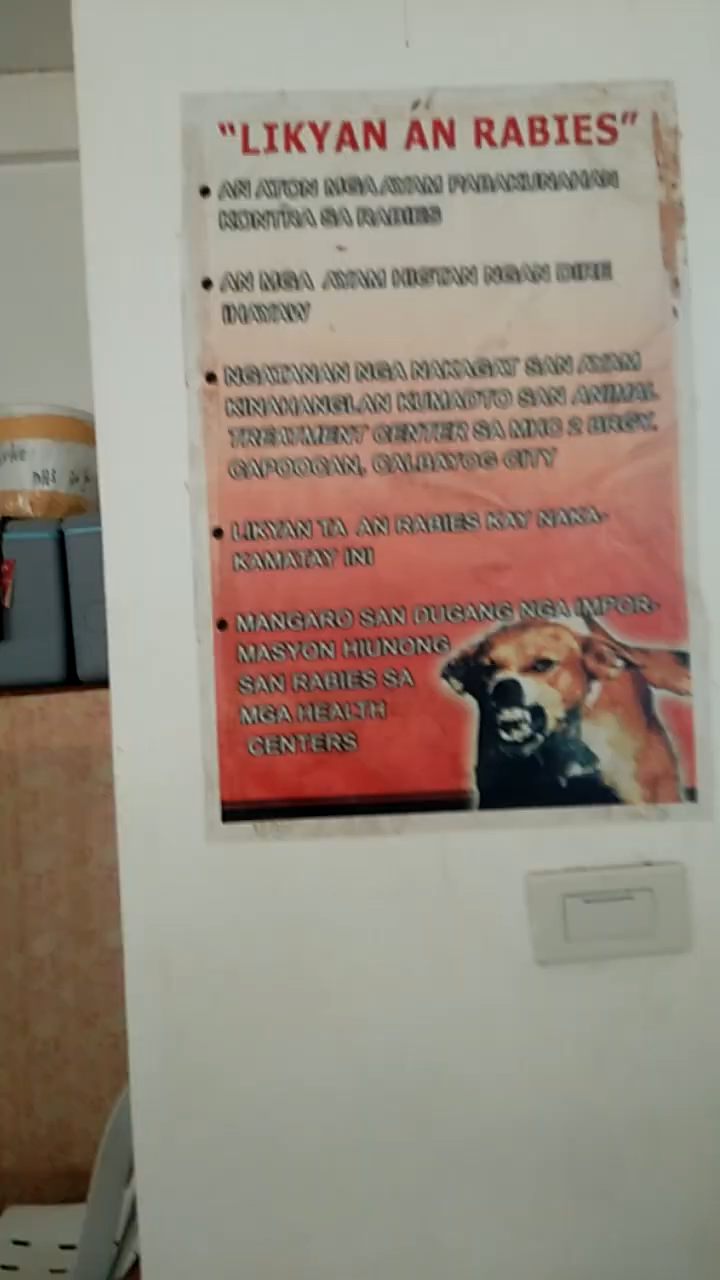 "LIKYAN AN RABIES"
• AN ATON MGA AYAM PABAKUNAHAN
KONTRA SA RABIES
• AN MGA AYAM HIGTAN NGAN DIRE
IHAYAW
• NGATANAN NGA NAKAGAT SAN AYAM
KINAHANGLAN KUMADTO SAN ANIMAL
TREATMENT CENTER SA MHC 2 BRGY.
CAPOOCAN, CALBAYOG CITY
• LIKYAN TA AN RABIES KAY NAKA-
KAMATAY INI
• MANGARO SAN DUGANG NGA IMPOR-
MASYON HIUNONG
SAN RABIES SA
MGA HEALTH
CENTERS